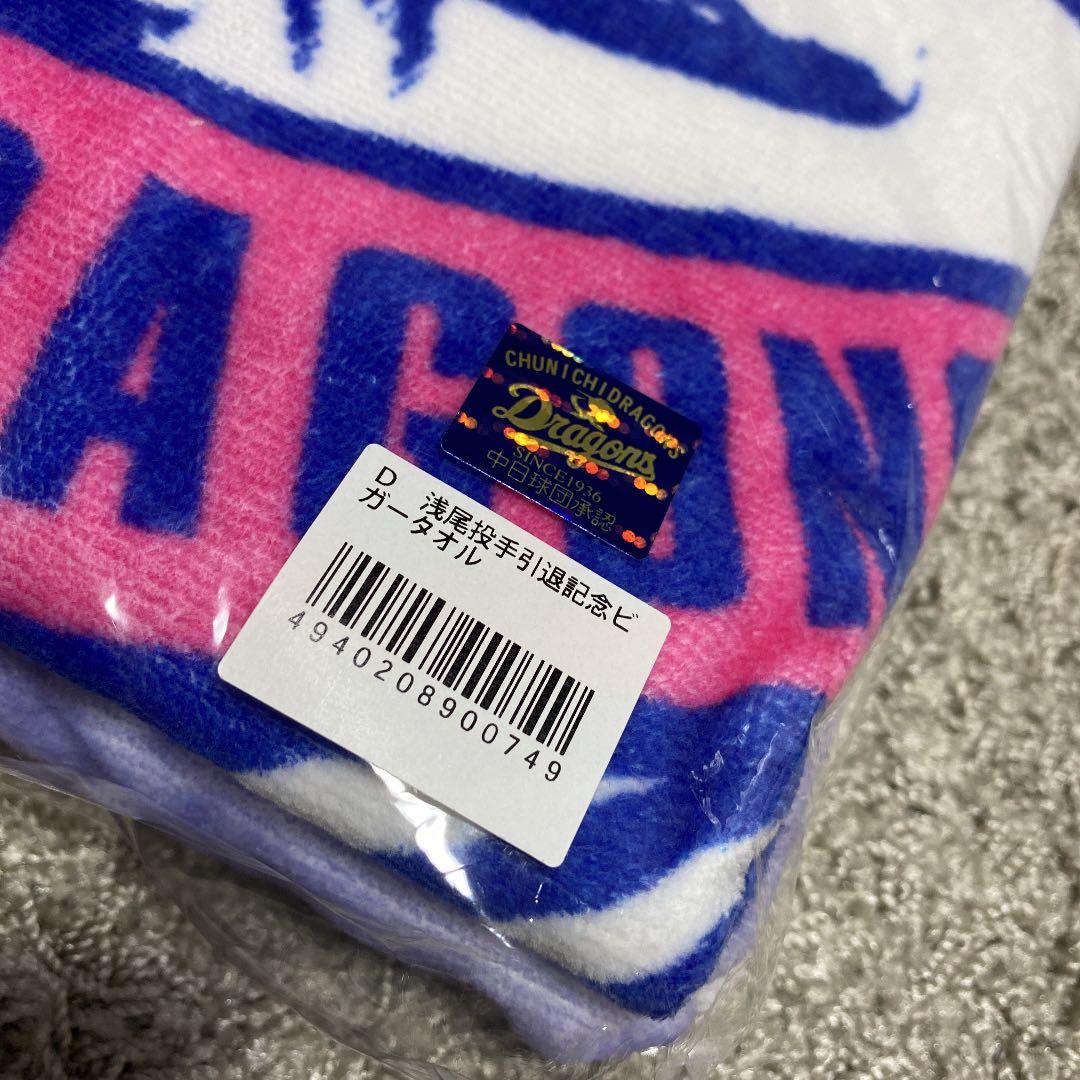 RAGON
CHUNICHIDRAGONS
Dragons
SINCE1936
中日球団承認
D 浅尾投手引退記念ビ
ガータオル
4940208900749